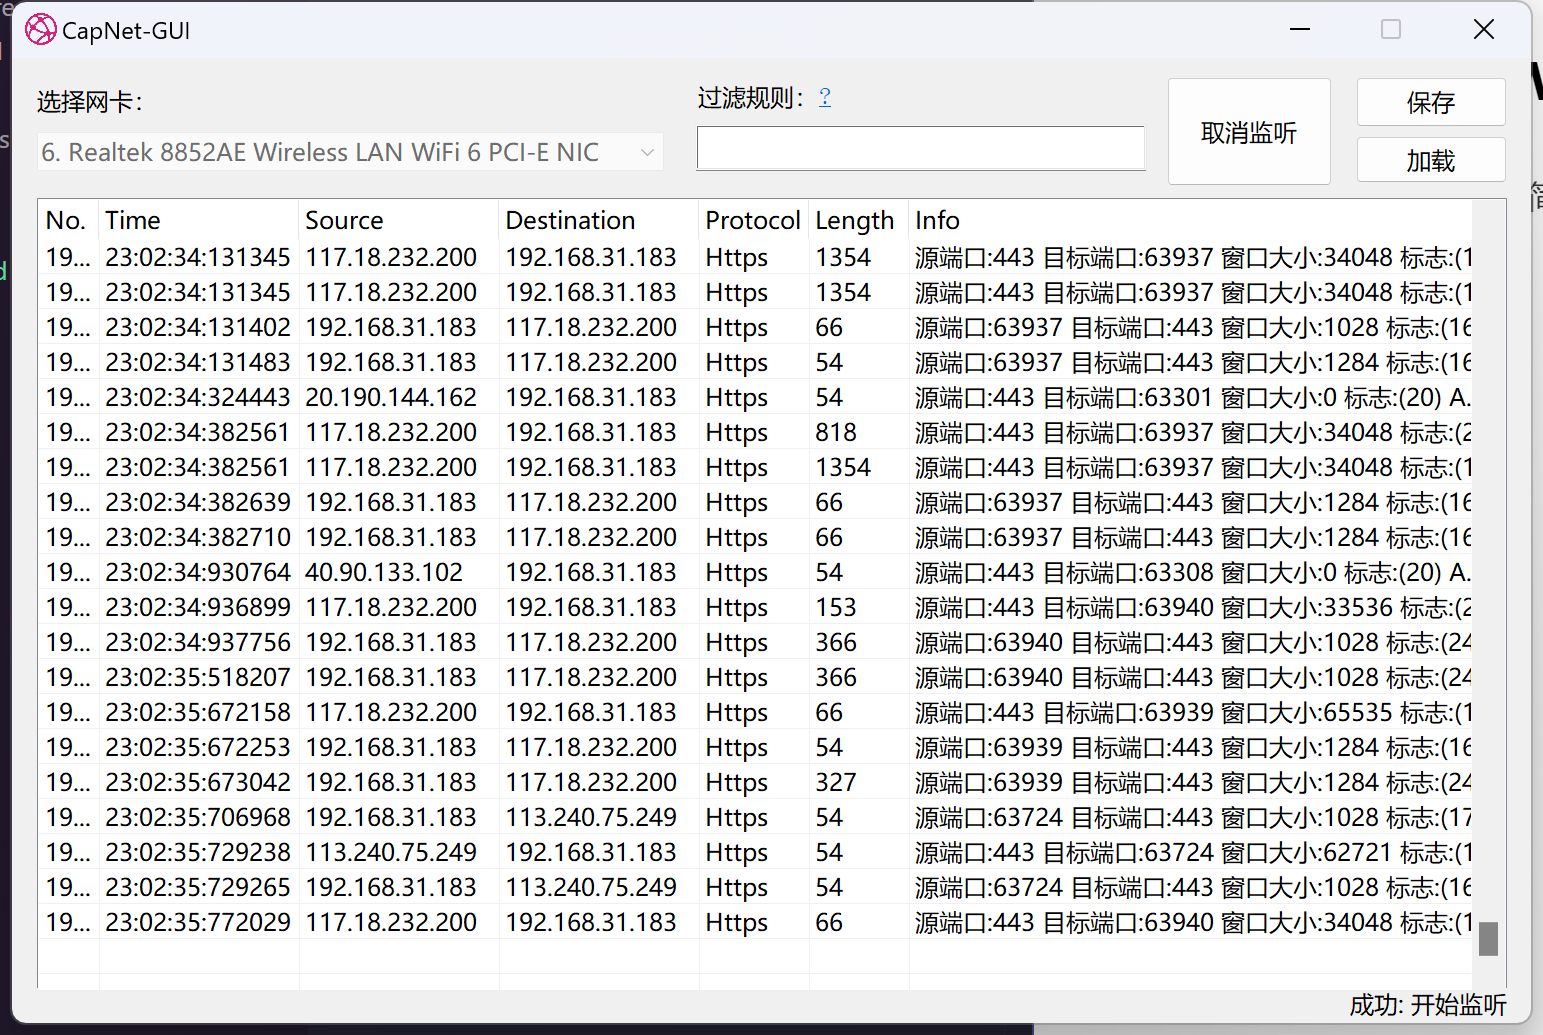 CapNet-GUI
选择网卡：
过滤规则：?
6. Realtek 8852AE Wireless LAN WiFi 6 PCI-E NIC
取消监听
保存
加载
No. Time Source Destination Protocol Length Info
19... 23:02:34:131345 117.18.232.200 192.168.31.183 Https 1354 源端口:443 目标端口:63937 窗口大小:34048 标志:(1
19... 23:02:34:131345 117.18.232.200 192.168.31.183 Https 1354 源端口:443 目标端口:63937 窗口大小:34048 标志:(1
19... 23:02:34:131402 192.168.31.183 117.18.232.200 Https 66 源端口:63937 目标端口:443 窗口大小:1028 标志:(16
19... 23:02:34:131483 192.168.31.183 117.18.232.200 Https 54 源端口:63937 目标端口:443 窗口大小:1284 标志:(16
19... 23:02:34:324443 20.190.144.162 192.168.31.183 Https 54 源端口:443 目标端口:63301 窗口大小:0 标志:(20) A.
19... 23:02:34:382561 117.18.232.200 192.168.31.183 Https 818 源端口:443 目标端口:63937 窗口大小:34048 标志:(2
19... 23:02:34:382561 117.18.232.200 192.168.31.183 Https 1354 源端口:443 目标端口:63937 窗口大小:34048 标志:(1
19... 23:02:34:382639 192.168.31.183 117.18.232.200 Https 66 源端口:63937 目标端口:443 窗口大小:1284 标志:(16
19... 23:02:34:382710 192.168.31.183 117.18.232.200 Https 66 源端口:63937 目标端口:443 窗口大小:1284 标志:(16
19... 23:02:34:930764 40.90.133.102 192.168.31.183 Https 54 源端口:443 目标端口:63308 窗口大小:0 标志:(20) A.
19... 23:02:34:936899 117.18.232.200 192.168.31.183 Https 153 源端口:443 目标端口:63940 窗口大小:33536 标志:(2
19... 23:02:34:937756 192.168.31.183 117.18.232.200 Https 366 源端口:63940 目标端口:443 窗口大小:1028 标志:(24
19... 23:02:35:518207 192.168.31.183 117.18.232.200 Https 366 源端口:63940 目标端口:443 窗口大小:1028 标志:(24
19... 23:02:35:672158 117.18.232.200 192.168.31.183 Https 66 源端口:443 目标端口:63939 窗口大小:65535 标志:(1
19... 23:02:35:672253 192.168.31.183 117.18.232.200 Https 54 源端口:63939 目标端口:443 窗口大小:1284 标志:(16
19... 23:02:35:673042 192.168.31.183 117.18.232.200 Https 327 源端口:63939 目标端口:443 窗口大小:1284 标志:(24
19... 23:02:35:706968 192.168.31.183 113.240.75.249 Https 54 源端口:63724 目标端口:443 窗口大小:1028 标志:(17
19... 23:02:35:729238 113.240.75.249 192.168.31.183 Https 54 源端口:443 目标端口:63724 窗口大小:62721 标志:(1
19... 23:02:35:729265 192.168.31.183 113.240.75.249 Https 54 源端口:63724 目标端口:443 窗口大小:1028 标志:(16
19... 23:02:35:772029 117.18.232.200 192.168.31.183 Https 66 源端口:443 目标端口:63940 窗口大小:34048 标志:(1
成功: 开始监听